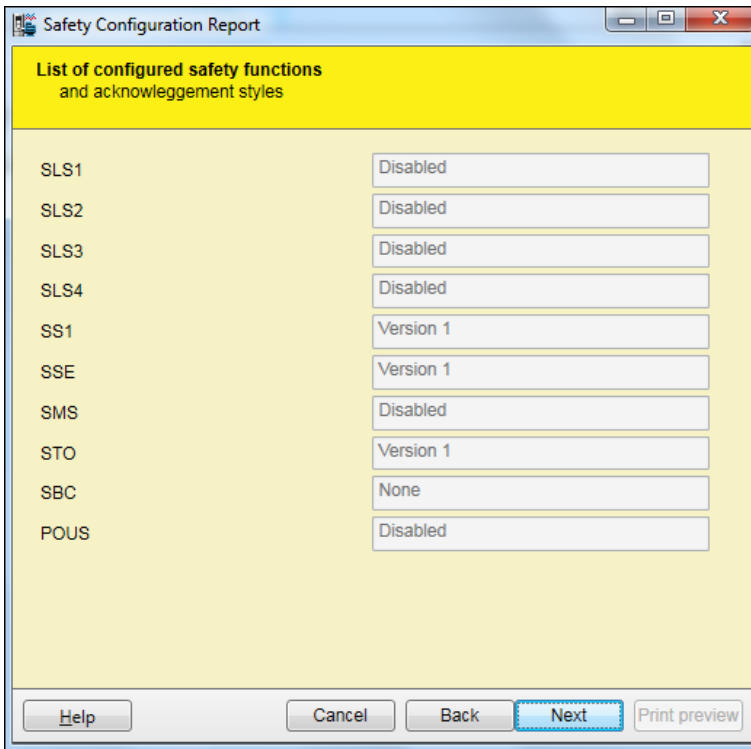 Safety Configuration Report
List of configured safety functions
and acknowleggement styles
SLS1 Disabled
SLS2 Disabled
SLS3 Disabled
SLS4 Disabled
SS1 Version 1
SSE Version 1
SMS Disabled
STO Version 1
SBC None
POUS Disabled
Help Cancel Back Next Print preview